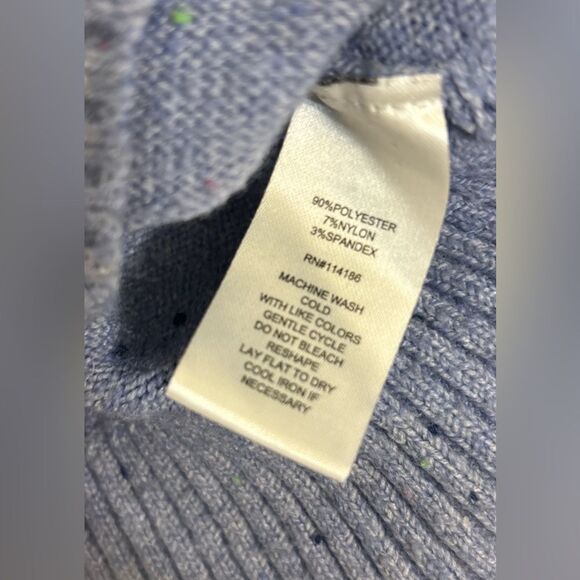 90%POLYESTER
7%NYLON
3%SPANDEX
RN#114186
MACHINE WASH
COLD
WITH LIKE COLORS
GENTLE CYCLE
DO NOT BLEACH
RESHAPE
LAY FLAT TO DRY
COOL IRON IF
NECESSARY